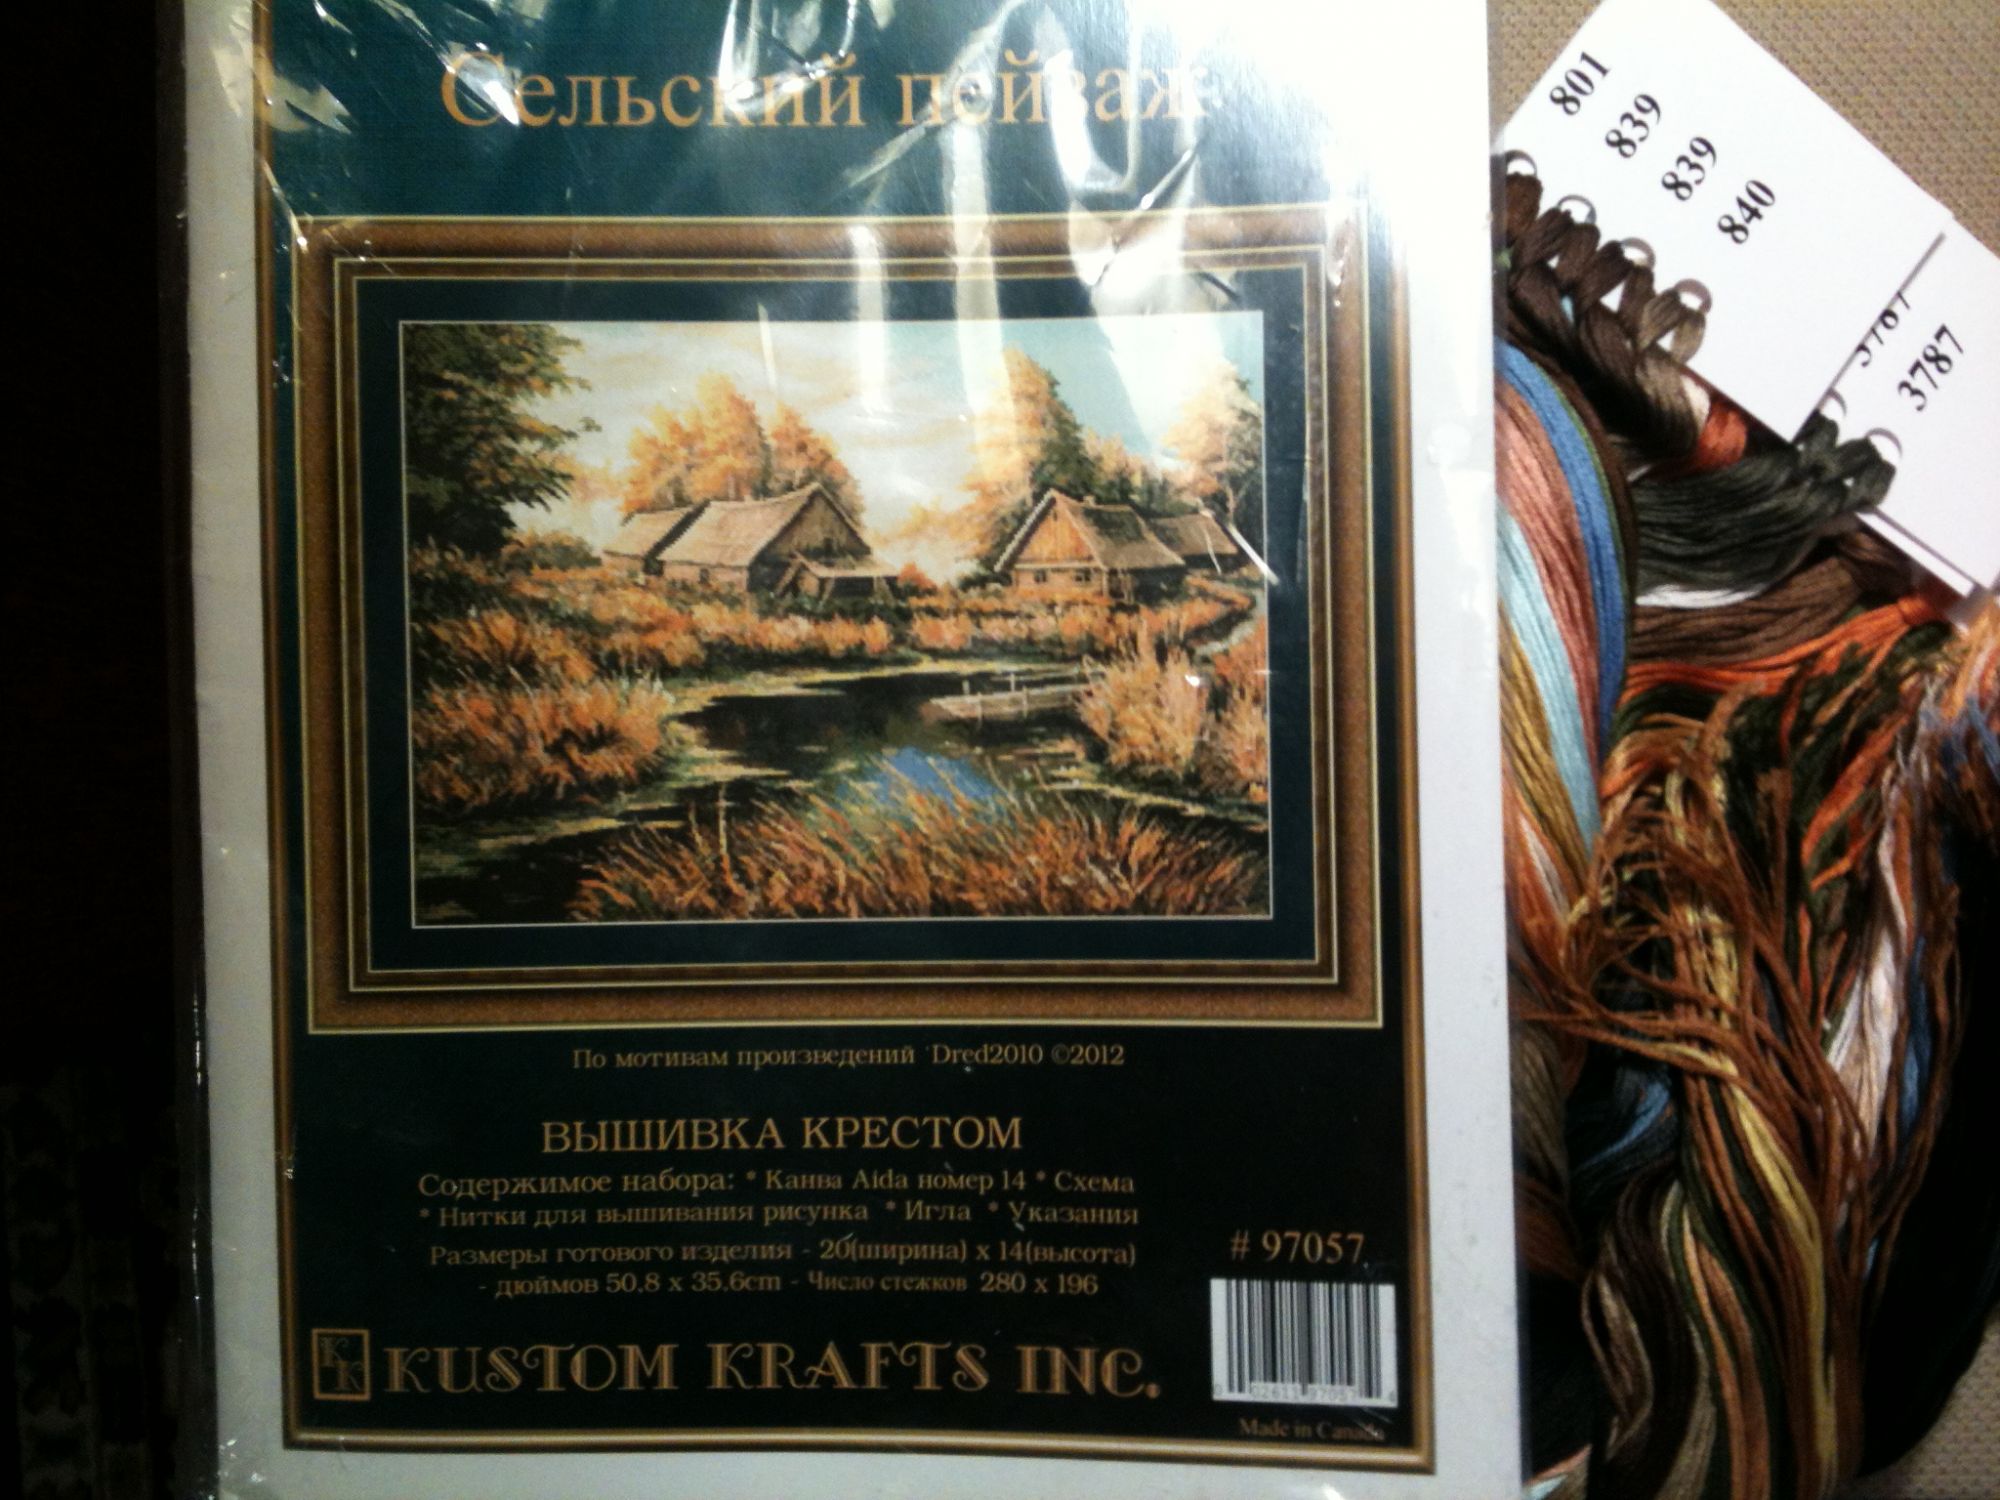 Сельский пейзаж
801
839
839
840
3787
3787
По мотивам произведений Dred2010 ©2012
ВЫШИВКА КРЕСТОМ
Содержимое набора: * Канва Aida номер 14 * Схема
* Нитки для вышивания рисунка * Игла * Указания
Размеры готового изделия - 20(ширина) х 14(высота)
- дюймов 50.8 х 35.6cm - Число стежков 280 х 196
# 97057
KK KUSTOM KRAFTS INC.
Made in Canada